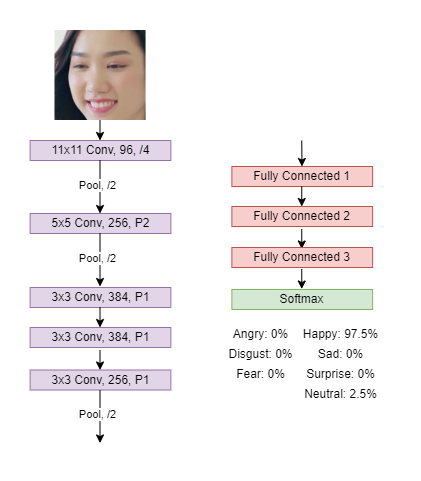 11x11 Conv, 96, /4
Pool, /2
5x5 Conv, 256, P2
Pool, /2
3x3 Conv, 384, P1
3x3 Conv, 384, P1
3x3 Conv, 256, P1
Pool, /2
Fully Connected 1
Fully Connected 2
Fully Connected 3
Softmax
Angry: 0% Happy: 97.5%
Disgust: 0% Sad: 0%
Fear: 0% Surprise: 0%
Neutral: 2.5%